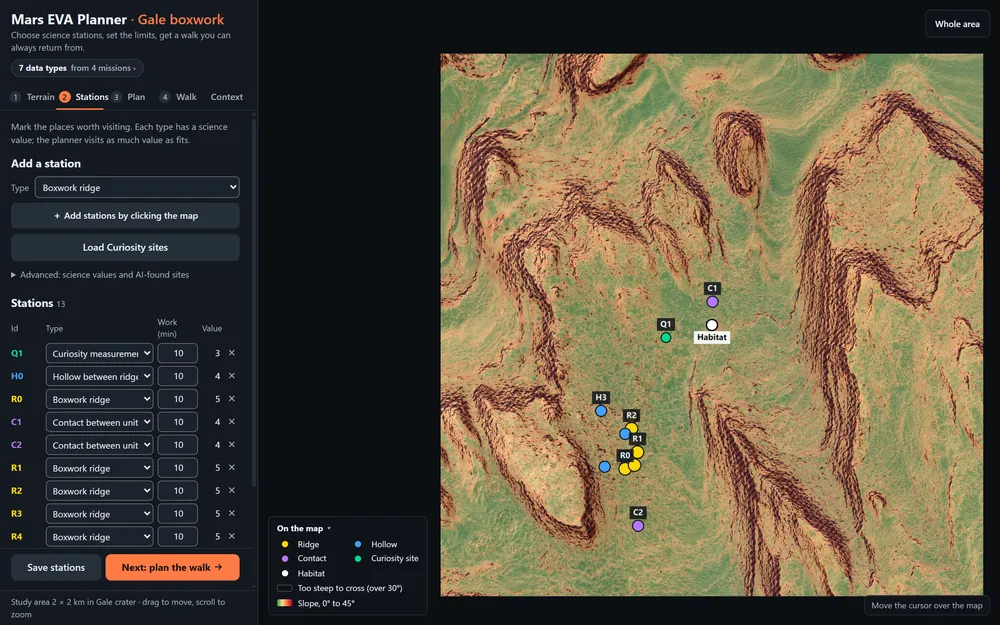 Mars EVA Planner · Gale boxwork
Choose science stations, set the limits, get a walk you can
always return from.
7 data types from 4 missions ›
1 Terrain 2 Stations 3 Plan 4 Walk Context
Mark the places worth visiting. Each type has a science
value; the planner visits as much value as fits.
Add a station
Type Boxwork ridge
+ Add stations by clicking the map
Load Curiosity sites
▶ Advanced: science values and AI-found sites
Stations 13
Id Type Work (min) Value
Q1 Curiosity measuremen 10 3 ×
H0 Hollow between ridge 10 4 ×
R0 Boxwork ridge 10 5 ×
C1 Contact between unit 10 4 ×
C2 Contact between unit 10 4 ×
R1 Boxwork ridge 10 5 ×
R2 Boxwork ridge 10 5 ×
R3 Boxwork ridge 10 5 ×
R4 Boxwork ridge 10 5 ×
Save stations
Next: plan the walk →
Study area 2 × 2 km in Gale crater · drag to move, scroll to
zoom
Whole area
C1
Q1
Habitat
H3
R2
R1
R0
C2
On the map ▾
Ridge Hollow
Contact Curiosity site
Habitat
Too steep to cross (over 30°)
Slope, 0° to 45°
Move the cursor over the map